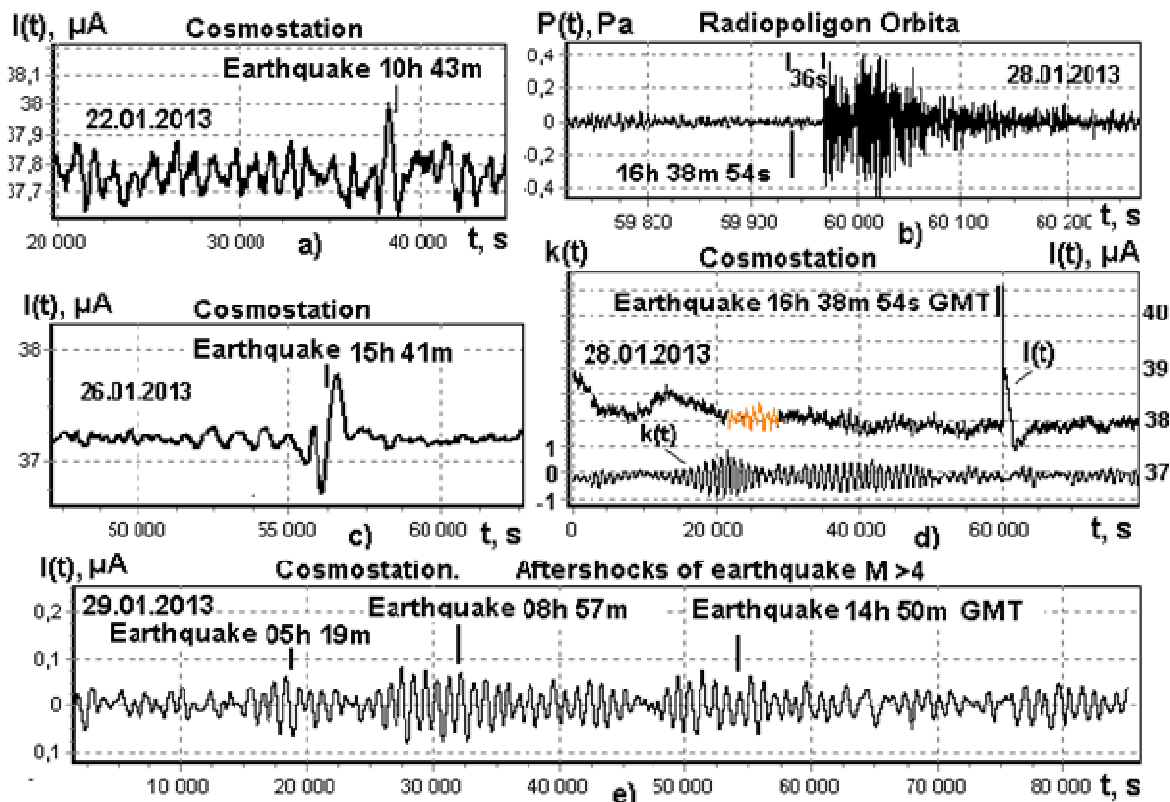 I(t), µA Cosmostation
38,1
Earthquake 10h 43m
38
37,9
22.01.2013
37,8
37,7
20 000 30 000 40 000 t, s
a)
P(t), Pa Radiopoligon Orbita
0,4
36s
28.01.2013
0,2
0
-0,2
16h 38m 54s
-0,4
59 800 59 900 60 000 60 100 60 200 t, s
b)
I(t), µA Cosmostation
38
Earthquake 15h 41m
26.01.2013
37
50 000 55 000 60 000 t, s
c)
k(t) Cosmostation I(t), µA
Earthquake 16h 38m 54s GMT
40
28.01.2013
I(t)
39
38
k(t)
1
0
37
-1
0 20 000 40 000 60 000 t, s
d)
I(t), µA Cosmostation. Aftershocks of earthquake M >4
0,2
29.01.2013
Earthquake 08h 57m
Earthquake 14h 50m GMT
Earthquake 05h 19m
0,1
0
0,1
10 000 20 000 30 000 40 000 50 000 60 000 70 000 80 000 t, s
e)